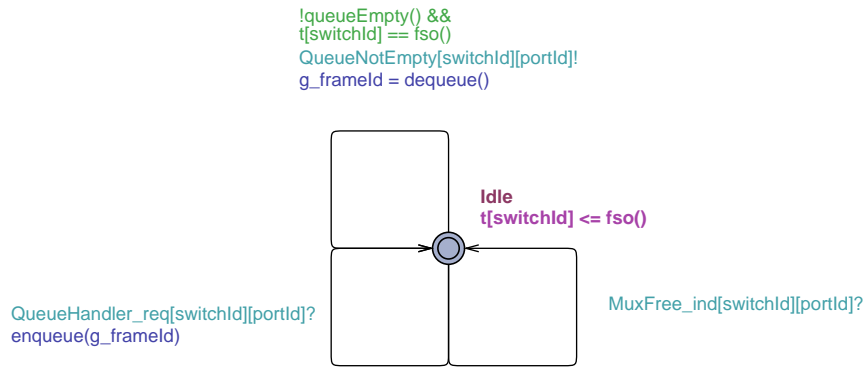 !queueEmpty() &&
t[switchId] == fso()
QueueNotEmpty[switchId][portId]!
g_frameId = dequeue()
Idle
t[switchId] <= fso()
QueueHandler_req[switchId][portId]?
enqueue(g_frameId)
MuxFree_ind[switchId][portId]?